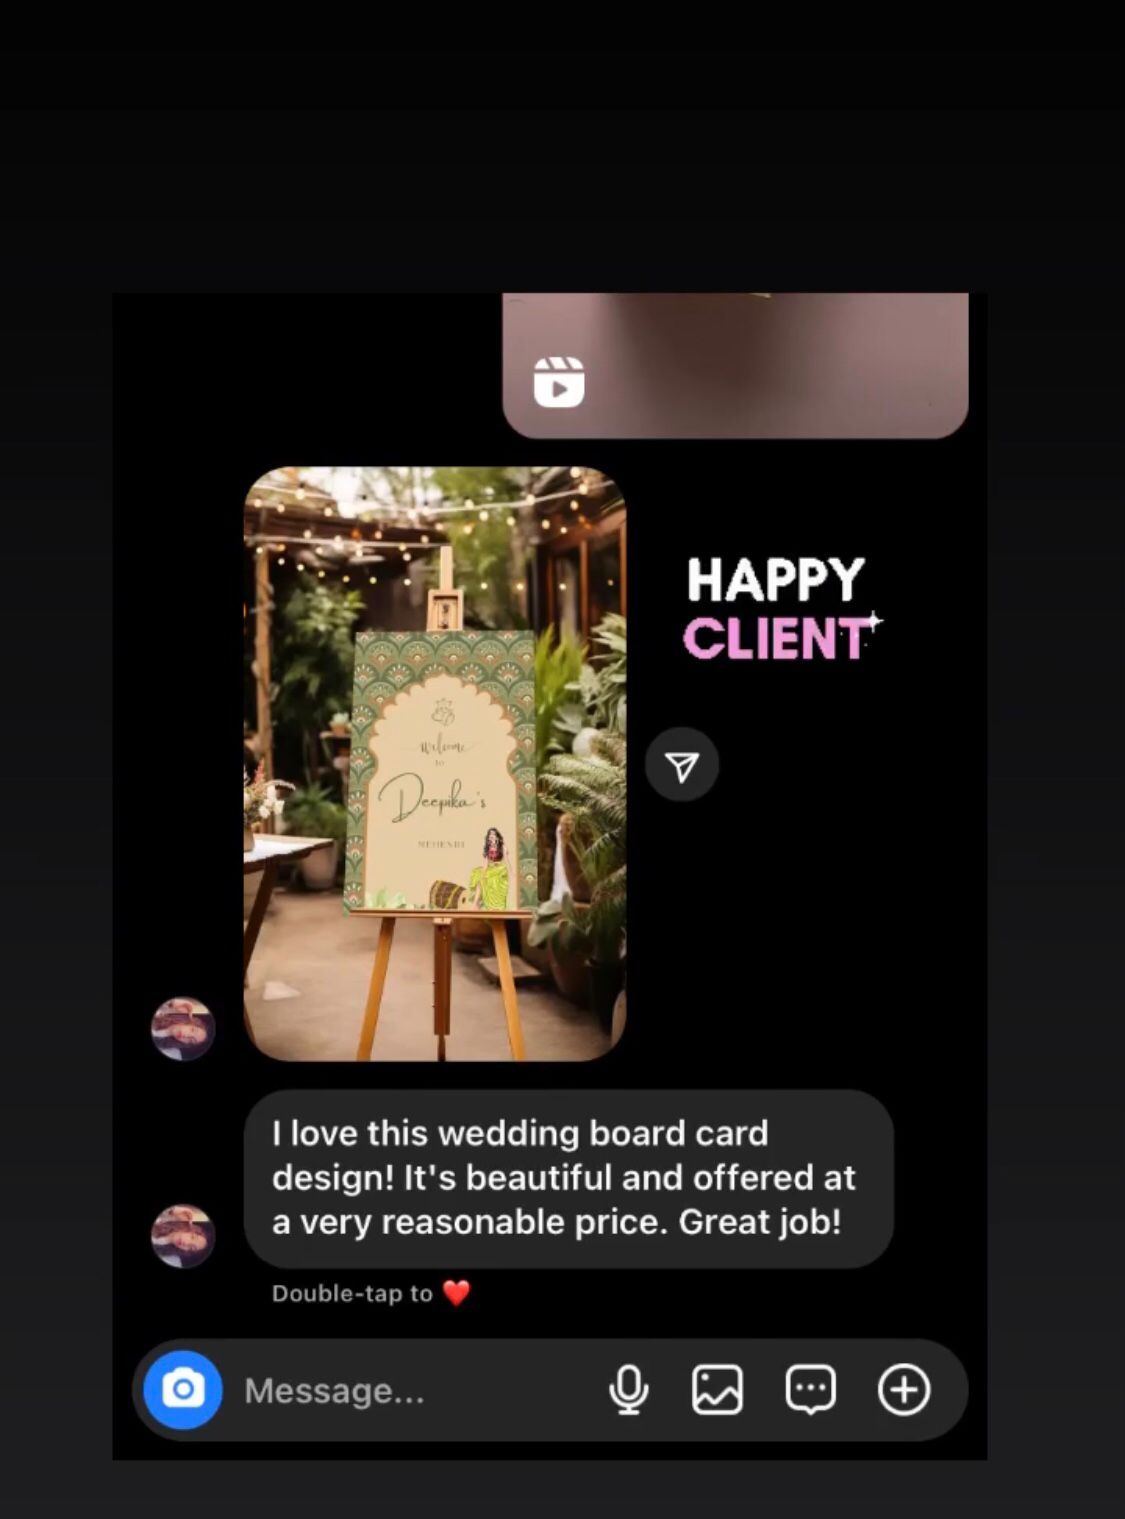 HAPPY
CLIENT
welcome
to
Deepika's
MEHENDI
I love this wedding board card
design! It's beautiful and offered at
a very reasonable price. Great job!
Double-tap to ❤️
Message...